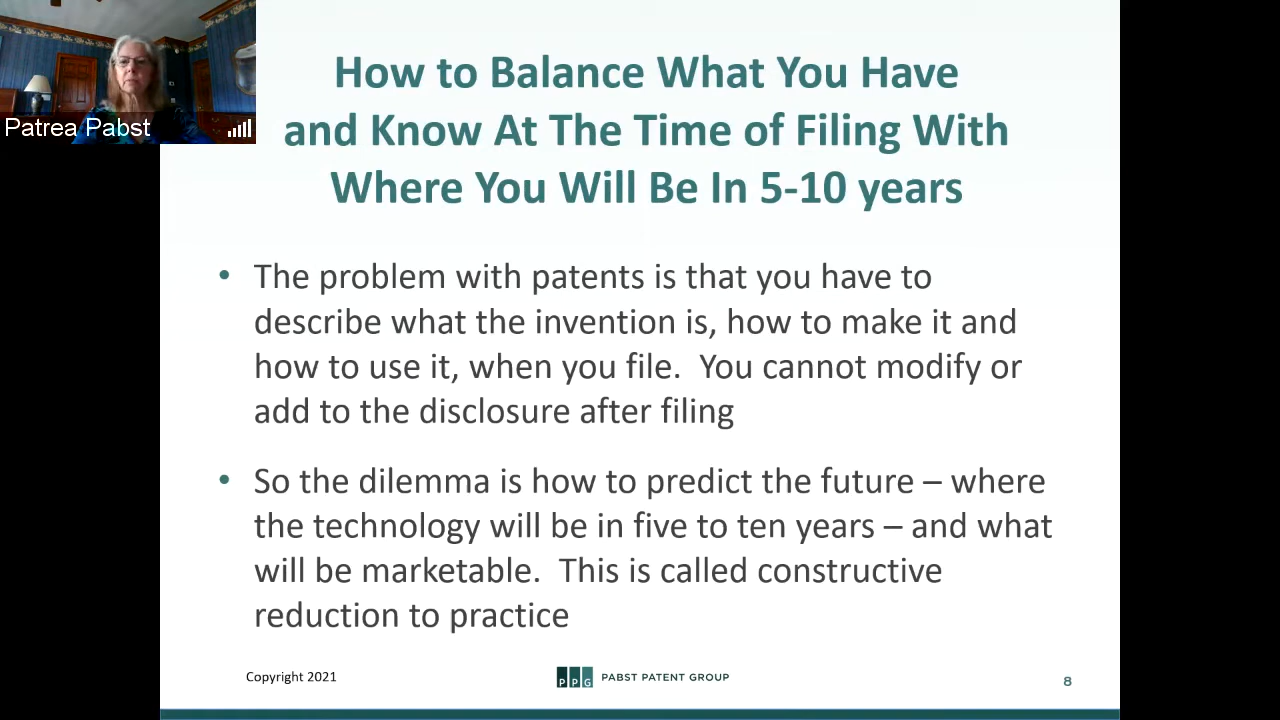 Patrea Pabst
How to Balance What You Have
and Know At The Time of Filing With
Where You Will Be In 5-10 years
• The problem with patents is that you have to
describe what the invention is, how to make it and
how to use it, when you file.  You cannot modify or
add to the disclosure after filing
• So the dilemma is how to predict the future – where
the technology will be in five to ten years – and what
will be marketable.  This is called constructive
reduction to practice
Copyright 2021
PPG PABST PATENT GROUP
8